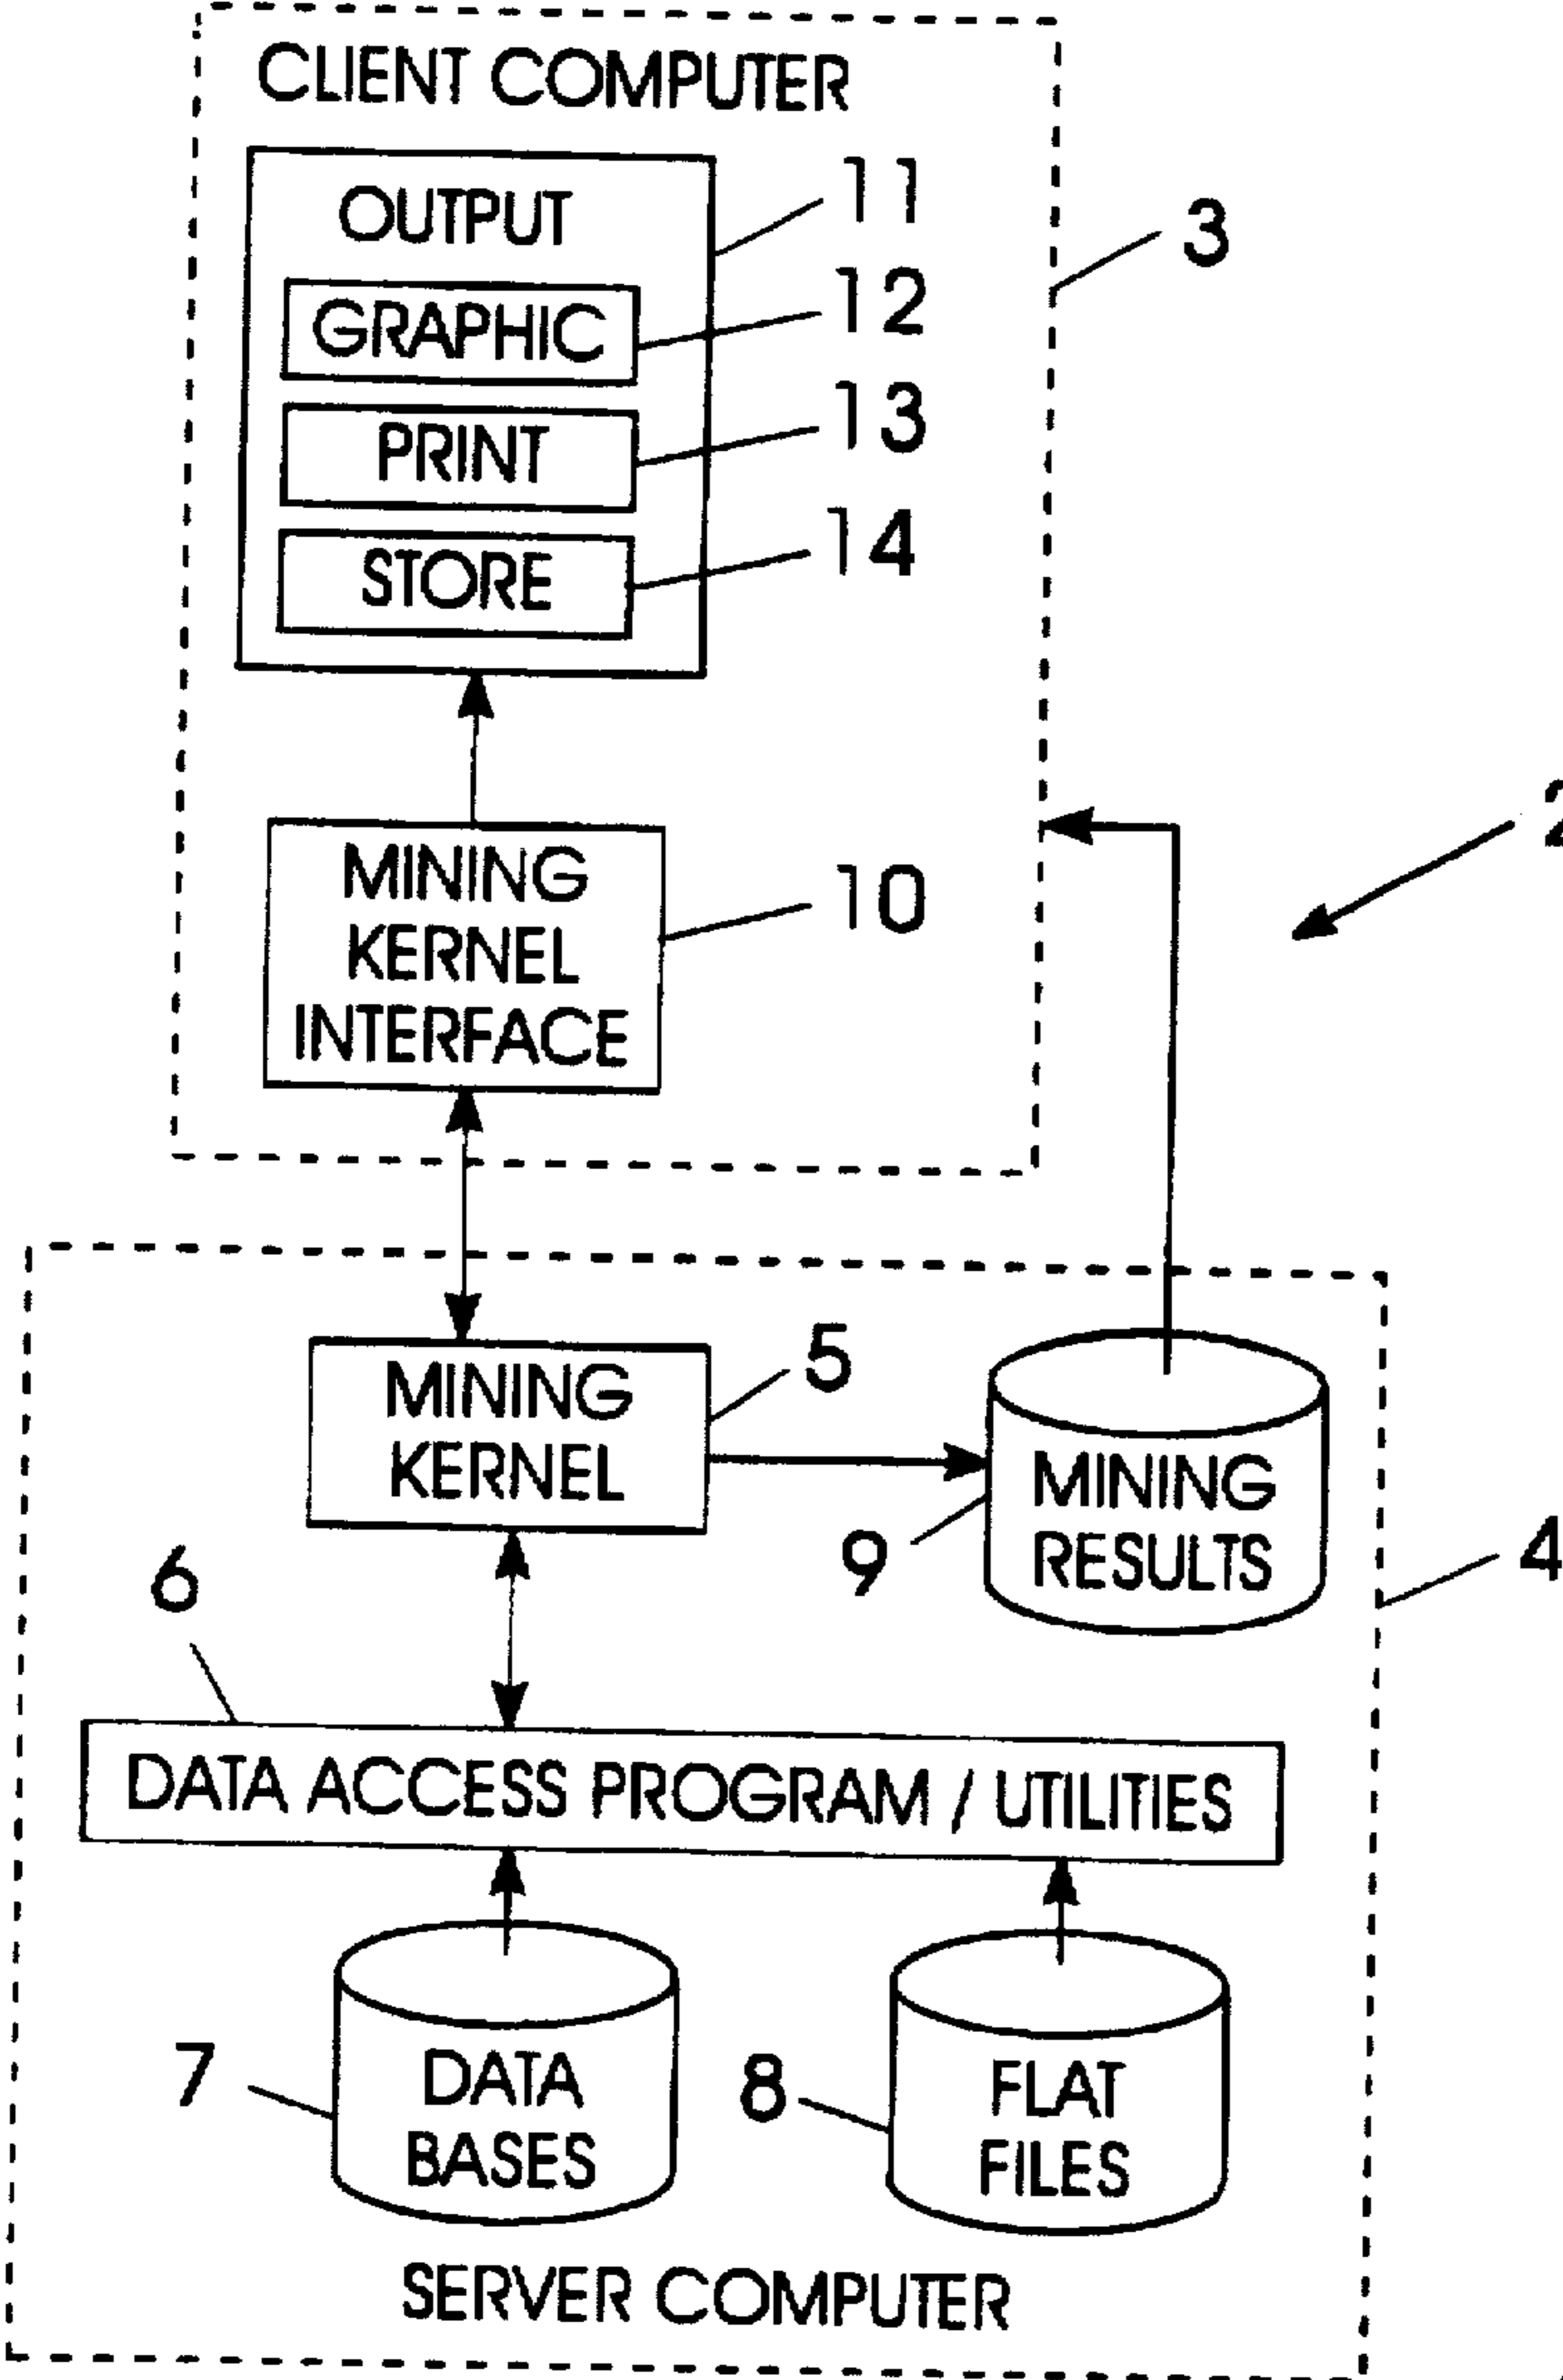 CLIENT COMPUTER
OUTPUT
11
3
GRAPHIC
12
PRINT
13
STORE
14
2
MINING
KERNEL
INTERFACE
10
MINING
KERNEL
5
MINING
RESULTS
9
4
6
DATA ACCESS PROGRAM / UTILITIES
7
DATA
BASES
8
FLAT
FILES
SERVER COMPUTER